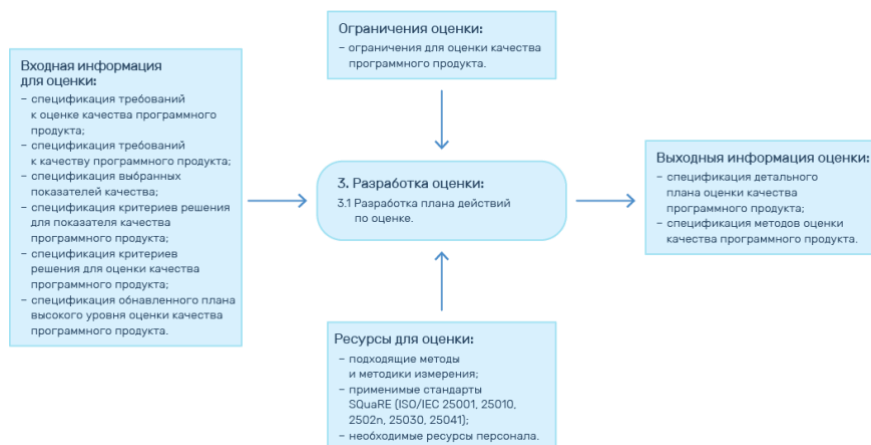 Ограничения оценки:
– ограничения для оценки качества
программного продукта.
Входная информация
для оценки:
– спецификация требований
к оценке качества программного
продукта;
– спецификация требований
к качеству программного продукта;
– спецификация выбранных
показателей качества;
– спецификация критериев решения
для показателя качества
программного продукта;
– спецификация критериев
решения для оценки качества
программного продукта;
– спецификация обнавленного плана
высокого уровня оценки качества
программного продукта.
3. Разработка оценки:
3.1 Разработка плана действий
по оценке.
Выходныя информация оценки:
– спецификация детального
плана оценки качества
программного продукта;
– спецификация методов оценки
качества программного продукта.
Ресурсы для оценки:
– подходящие методы
и методики измерения;
– применимые стандарты
SQuaRE (ISO/IEC 25001, 25010,
2502n, 25030, 25041);
– необходимые ресурсы персонала.